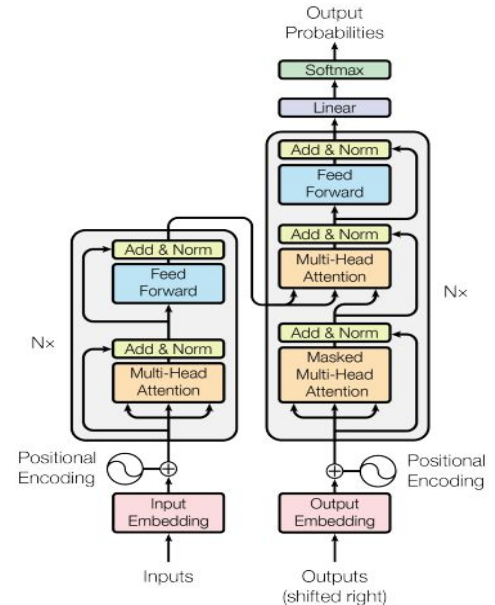 Output
Probabilities
Softmax
Linear
Add & Norm
Feed
Forward
Add & Norm
Multi-Head
Attention
Add & Norm
Masked
Multi-Head
Attention
N×
Add & Norm
Feed
Forward
Add & Norm
Multi-Head
Attention
N×
Positional
Encoding
Positional
Encoding
Input
Embedding
Output
Embedding
Inputs
Outputs
(shifted right)